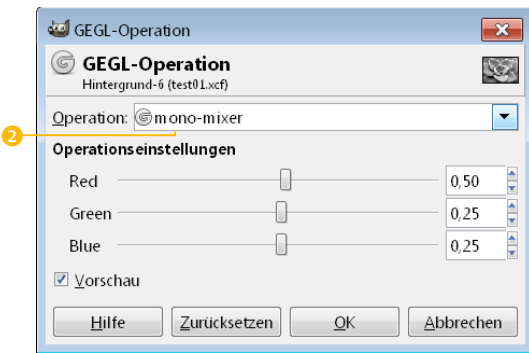 GEGL-Operation
GEGL-Operation
Hintergrund-6 (test01.xcf)
Operation: mono-mixer
2
Operationseinstellungen
Red 0,50
Green 0,25
Blue 0,25
Vorschau
Hilfe Zurücksetzen OK Abbrechen